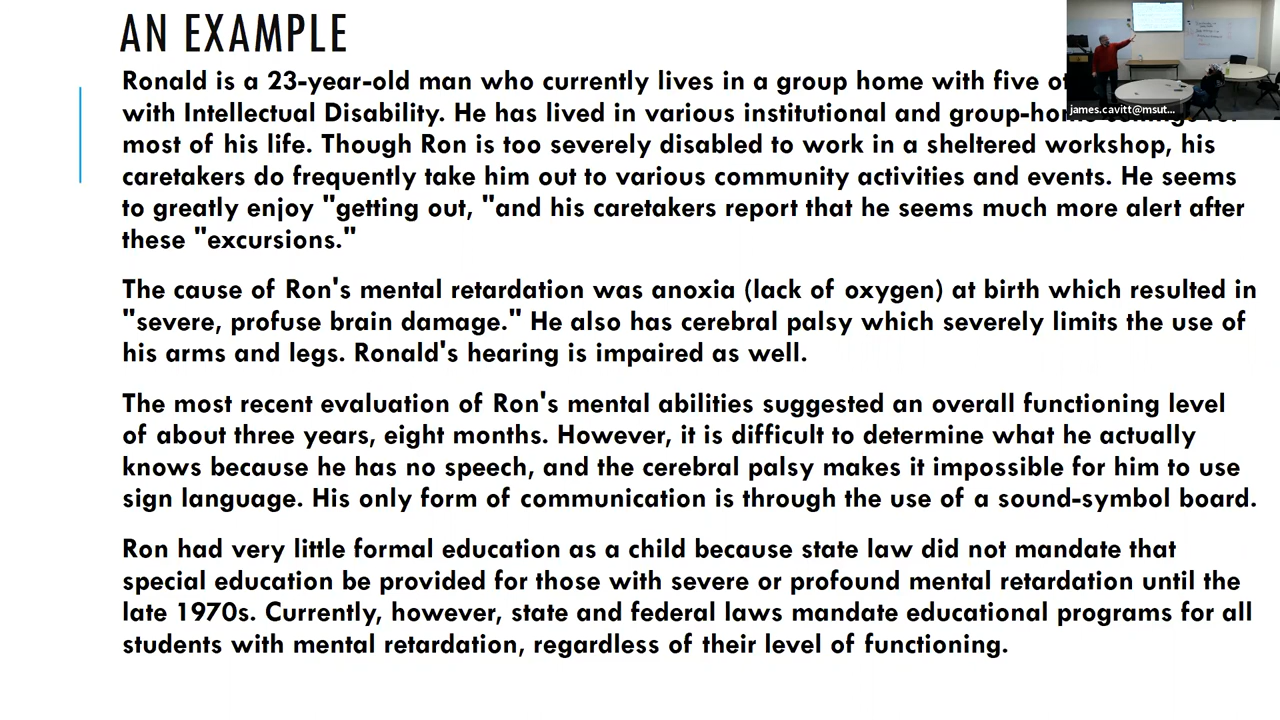 AN EXAMPLE
Ronald is a 23-year-old man who currently lives in a group home with five
with Intellectual Disability. He has lived in various institutional and
most of his life. Though Ron is too severely disabled to work in a sheltered workshop, his
caretakers do frequently take him out to various community activities and events. He seems
to greatly enjoy "getting out, "and his caretakers report that he seems much more alert after
these "excursions."
The cause of Ron's mental retardation was anoxia (lack of oxygen) at birth which resulted in
"severe, profuse brain damage." He also has cerebral palsy which severely limits the use of
his arms and legs. Ronald's hearing is impaired as well.
The most recent evaluation of Ron's mental abilities suggested an overall functioning level
of about three years, eight months. However, it is difficult to determine what he actually
knows because he has no speech, and the cerebral palsy makes it impossible for him to use
sign language. His only form of communication is through the use of a sound-symbol board.
Ron had very little formal education as a child because state law did not mandate that
special education be provided for those with severe or profound mental retardation until the
late 1970s. Currently, however, state and federal laws mandate educational programs for all
students with mental retardation, regardless of their level of functioning.
james.cavitt@msut...